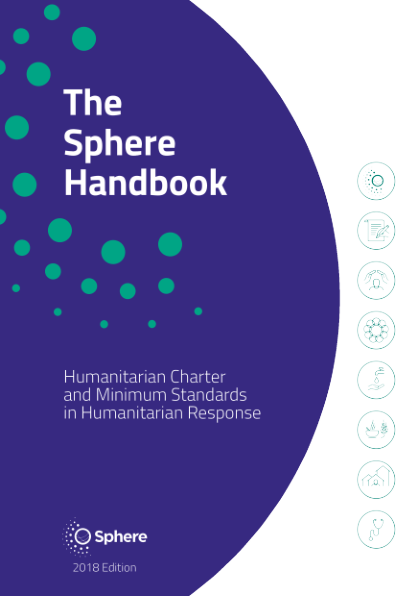 The
Sphere
Handbook
Humanitarian Charter
and Minimum Standards
in Humanitarian Response
Sphere
2018 Edition